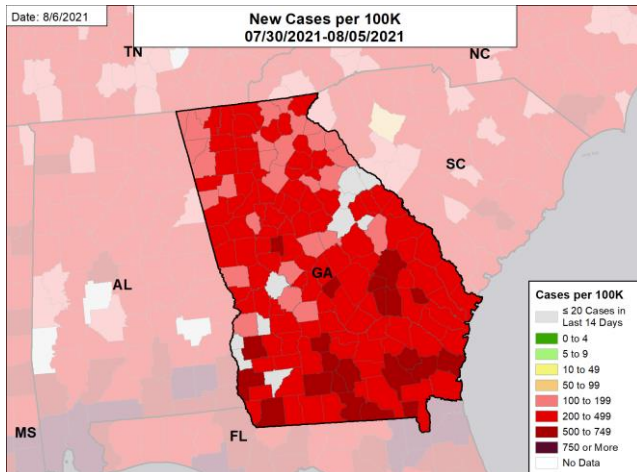 Date: 8/6/2021
New Cases per 100K
07/30/2021-08/05/2021
TN
NC
SC
AL
GA
MS
FL
Cases per 100K
≤ 20 Cases in
Last 14 Days
0 to 4
5 to 9
10 to 49
50 to 99
100 to 199
200 to 499
500 to 749
750 or More
No Data